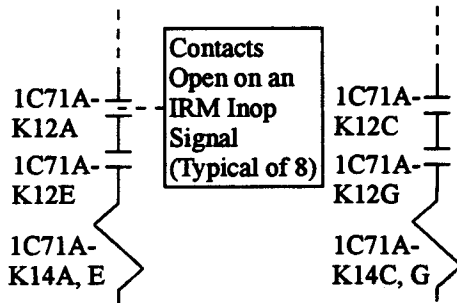 Contacts
Open on an
IRM Inop
Signal
(Typical of 8)
1C71A-
K12A
1C71A-
K12E
1C71A-
K14A, E
1C71A-
K12C
1C71A-
K12G
1C71A-
K14C, G